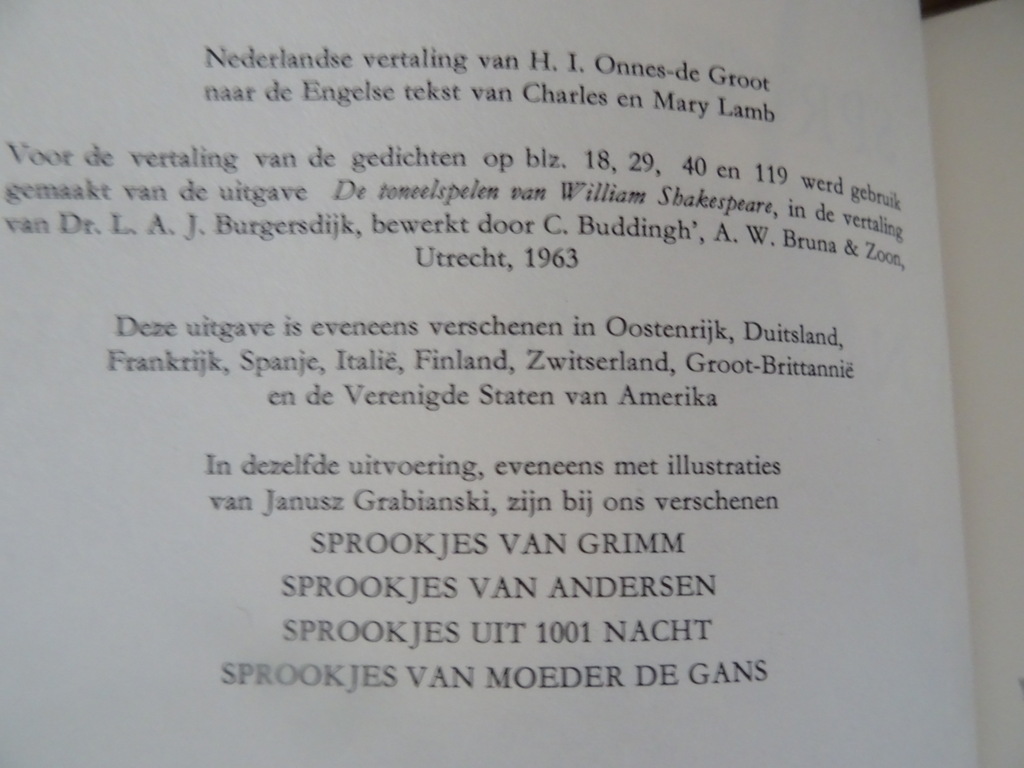 Nederlandse vertaling van H. I. Onnes-de Groot
naar de Engelse tekst van Charles en Mary Lamb
Voor de vertaling van de gedichten op blz. 18, 29, 40 en 119 werd gebruik
gemaakt van de uitgave De toneelspelen van William Shakespeare, in de vertaling
van Dr. L. A. J. Burgersdijk, bewerkt door C. Buddingh', A. W. Bruna & Zoon,
Utrecht, 1963
Deze uitgave is eveneens verschenen in Oostenrijk, Duitsland,
Frankrijk, Spanje, Italië, Finland, Zwitserland, Groot-Brittannië
en de Verenigde Staten van Amerika
In dezelfde uitvoering, eveneens met illustraties
van Janusz Grabianski, zijn bij ons verschenen
SPROOKJES VAN GRIMM
SPROOKJES VAN ANDERSEN
SPROOKJES UIT 1001 NACHT
SPROOKJES VAN MOEDER DE GANS